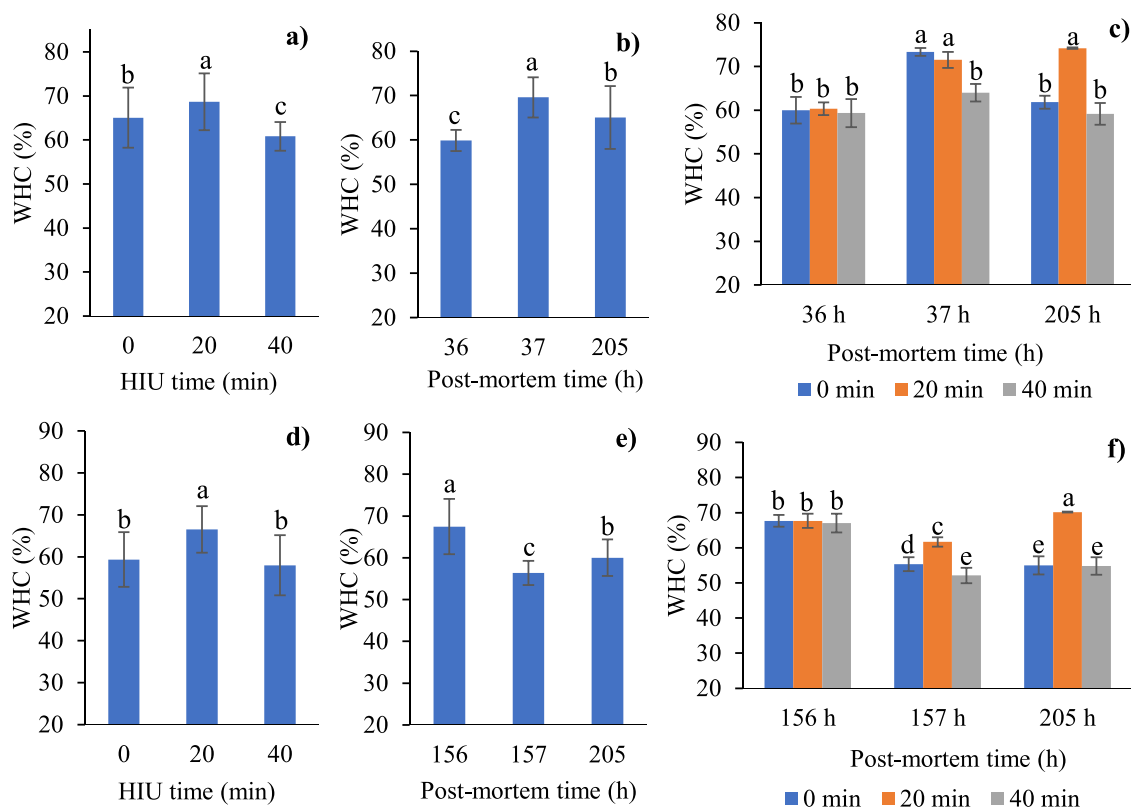 a)
80
70
60
50
40
30
20
WHC (%)
b
a
c
0 20 40
HIU time (min)
b)
80
70
60
50
40
30
20
WHC (%)
c
a
b
36 37 205
Post-mortem time (h)
c)
80
70
60
50
40
30
20
WHC (%)
b b b
a a b
b a b
36 h 37 h 205 h
Post-mortem time (h)
0 min 20 min 40 min
d)
90
80
70
60
50
40
30
20
WHC (%)
b
a
b
0 20 40
HIU time (min)
e)
90
80
70
60
50
40
30
20
WHC (%)
a
c
b
156 157 205
Post-mortem time (h)
f)
90
80
70
60
50
40
30
20
WHC (%)
b b b
d c e
e a e
156 h 157 h 205 h
Post-mortem time (h)
0 min 20 min 40 min